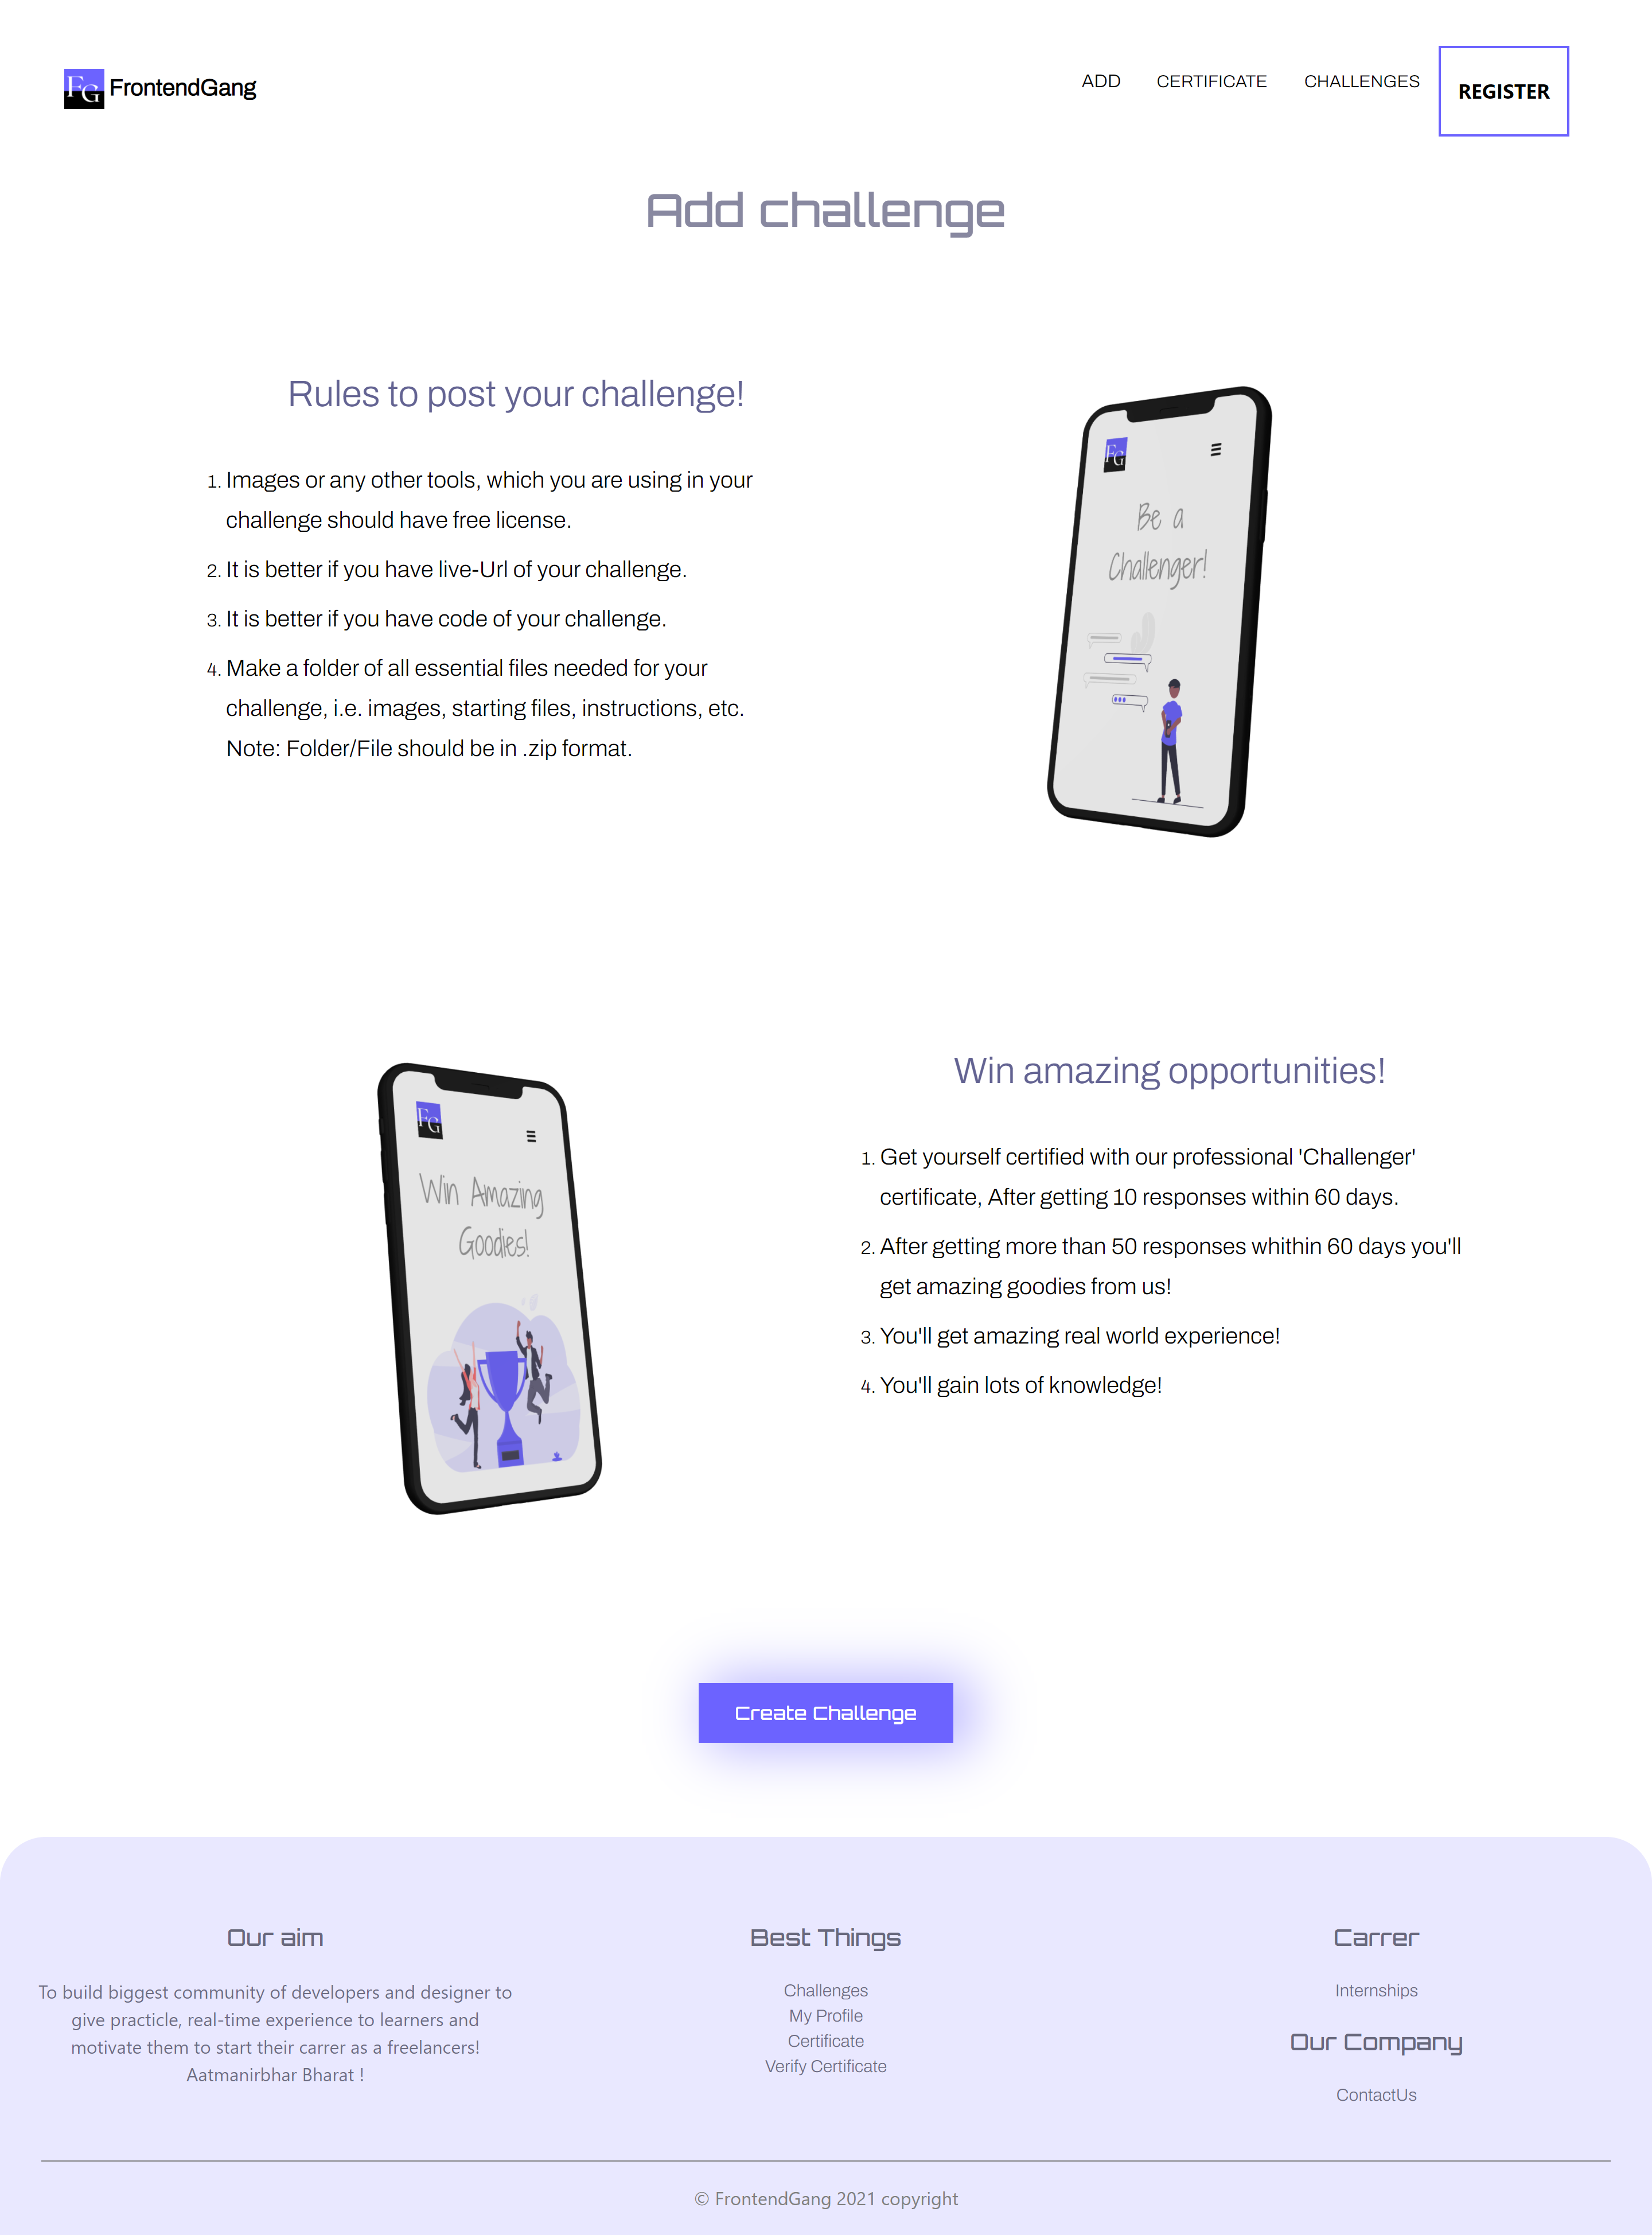 FG FrontendGang
ADD CERTIFICATE CHALLENGES REGISTER
Add challenge
Rules to post your challenge!
1. Images or any other tools, which you are using in your
challenge should have free license.
2. It is better if you have live-Url of your challenge.
3. It is better if you have code of your challenge.
4. Make a folder of all essential files needed for your
challenge, i.e. images, starting files, instructions, etc.
Note: Folder/File should be in .zip format.
FG
Be a
Challenger!
FG
Win Amazing
Goodies!
Win amazing opportunities!
1. Get yourself certified with our professional 'Challenger'
certificate, After getting 10 responses within 60 days.
2. After getting more than 50 responses whithin 60 days you'll
get amazing goodies from us!
3. You'll get amazing real world experience!
4. You'll gain lots of knowledge!
Create Challenge
Our aim
To build biggest community of developers and designer to
give practicle, real-time experience to learners and
motivate them to start their carrer as a freelancers!
Aatmanirbhar Bharat !
Best Things
Challenges
My Profile
Certificate
Verify Certificate
Carrer
Internships
Our Company
ContactUs
© FrontendGang 2021 copyright